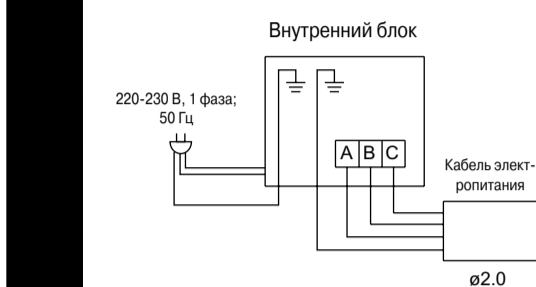 Внутренний блок
220-230 В, 1 фаза;
50 Гц
A B C
Кабель элект-
ропитания
ø2.0